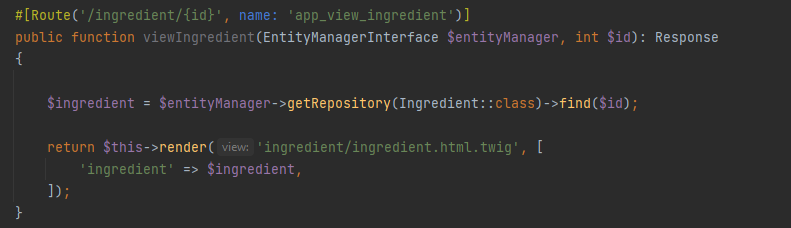 #[Route('/ingredient/{id}', name: 'app_view_ingredient')]
public function viewIngredient(EntityManagerInterface $entityManager, int $id): Response
{
$ingredient = $entityManager->getRepository(Ingredient::class)->find($id);
return $this->render( view: 'ingredient/ingredient.html.twig', [
'ingredient' => $ingredient,
]);
}